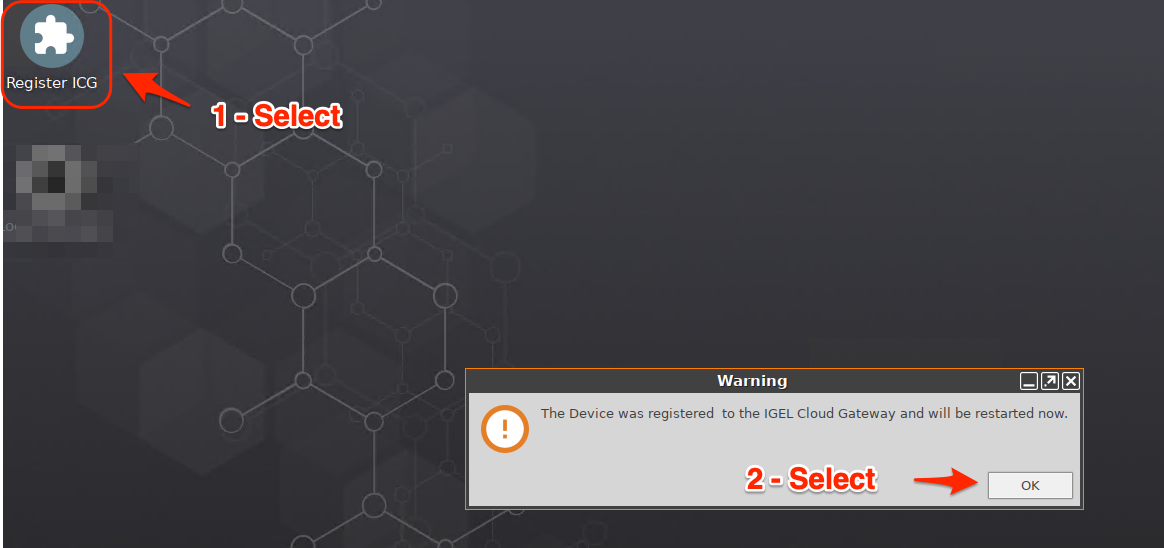 Register ICG
1 - Select
Warning
The Device was registered  to the IGEL Cloud Gateway and will be restarted now.
2 - Select
OK